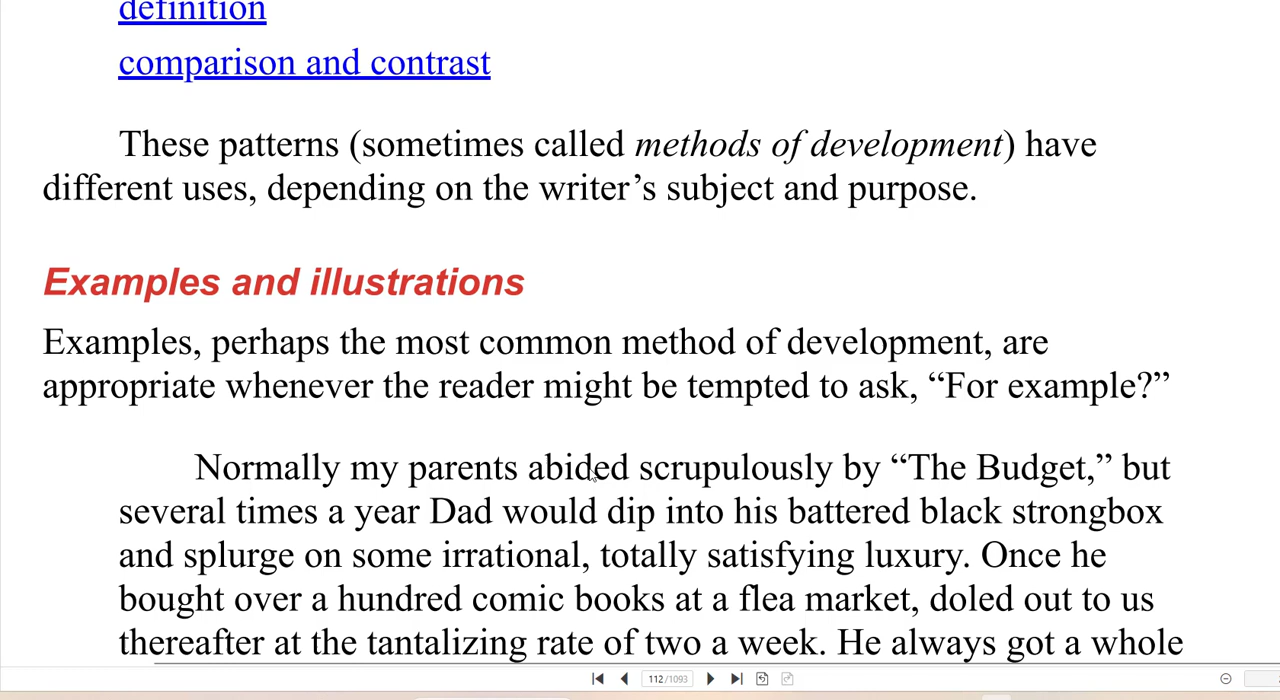 definition
comparison and contrast
These patterns (sometimes called methods of development) have
different uses, depending on the writer’s subject and purpose.
Examples and illustrations
Examples, perhaps the most common method of development, are
appropriate whenever the reader might be tempted to ask, “For example?”
Normally my parents abided scrupulously by “The Budget,” but
several times a year Dad would dip into his battered black strongbox
and splurge on some irrational, totally satisfying luxury. Once he
bought over a hundred comic books at a flea market, doled out to us
thereafter at the tantalizing rate of two a week. He always got a whole
112/1093